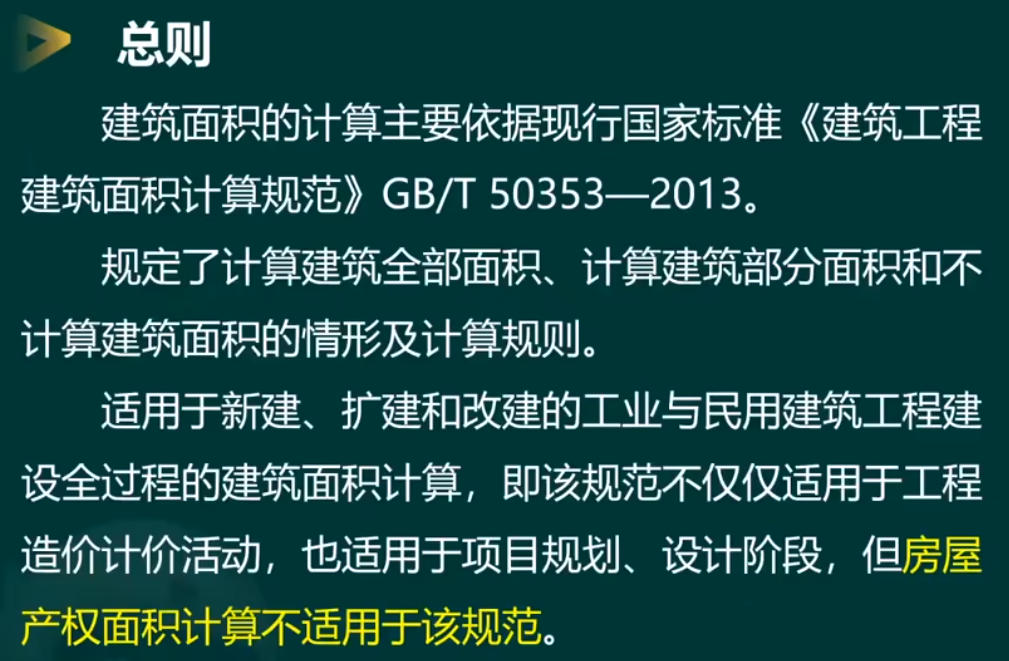 总则
建筑面积的计算主要依据现行国家标准《建筑工程
建筑面积计算规范》GB/T 50353—2013。
规定了计算建筑全部面积、计算建筑部分面积和不
计算建筑面积的情形及计算规则。
适用于新建、扩建和改建的工业与民用建筑工程建
设全过程的建筑面积计算，即该规范不仅仅适用于工程
造价计价活动，也适用于项目规划、设计阶段，但房屋
产权面积计算不适用于该规范。